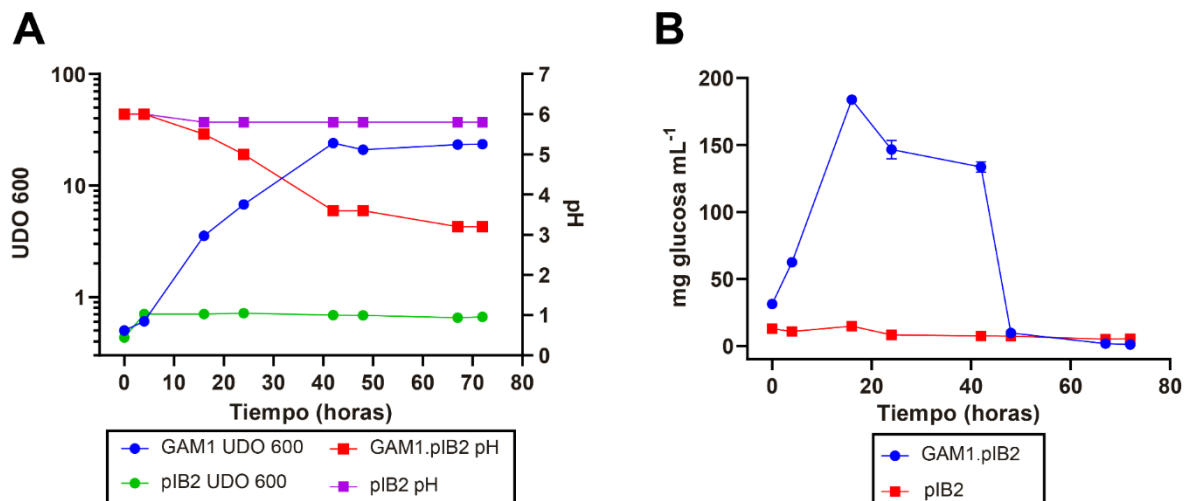 A
UDO 600
100
10
1
7
6
5
4
3
2
1
0
pH
0 10 20 30 40 50 60 70 80
Tiempo (horas)
GAM1 UDO 600 GAM1.pIB2 pH
pIB2 UDO 600 pIB2 pH
B
mg glucosa mL-1
200
150
100
50
0
0 20 40 60 80
Tiempo (horas)
GAM1.pIB2
pIB2